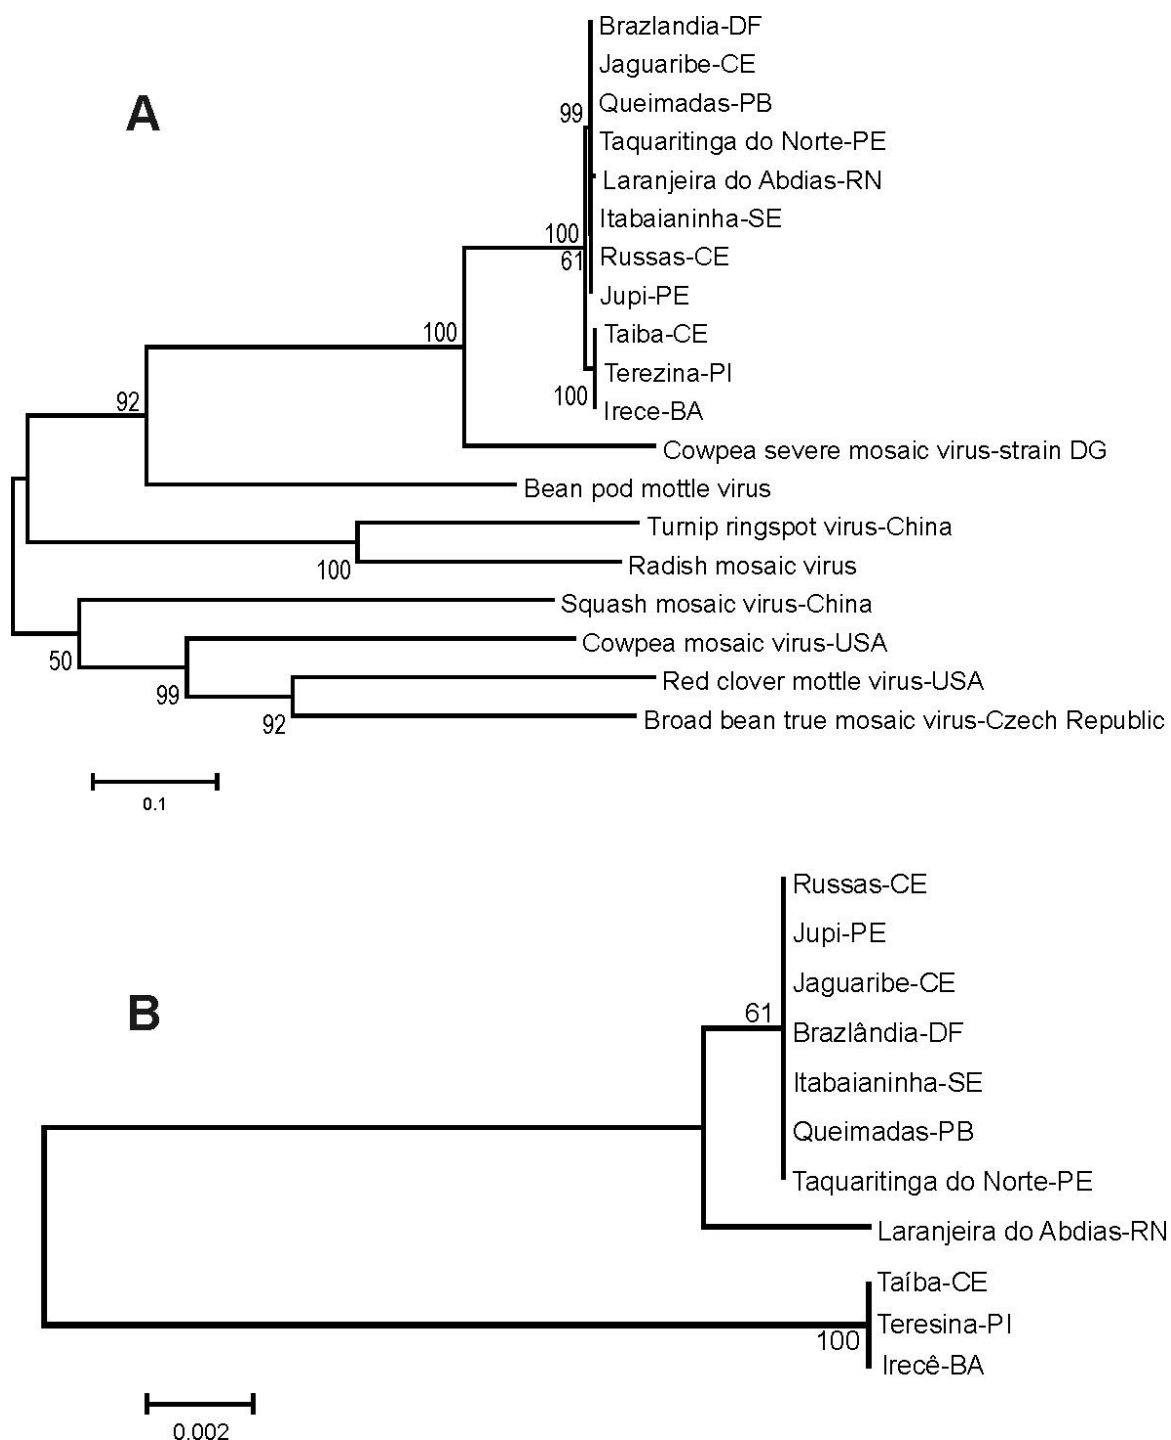 Brazlandia-DF
Jaguaribe-CE
A
99
Queimadas-PB
Taquaritinga do Norte-PE
Laranjeira do Abdias-RN
Itabaianinha-SE
100
61
Russas-CE
Jupi-PE
100
Taiba-CE
Terezina-PI
100
92
Irece-BA
Cowpea severe mosaic virus-strain DG
Bean pod mottle virus
Turnip ringspot virus-China
100
Radish mosaic virus
Squash mosaic virus-China
Cowpea mosaic virus-USA
50
Red clover mottle virus-USA
99
92
Broad bean true mosaic virus-Czech Republic
0.1
Russas-CE
Jupi-PE
Jaguaribe-CE
B
61
Brazlândia-DF
Itabaianinha-SE
Queimadas-PB
Taquaritinga do Norte-PE
Laranjeira do Abdias-RN
Taíba-CE
Teresina-PI
100
Irecê-BA
0.002